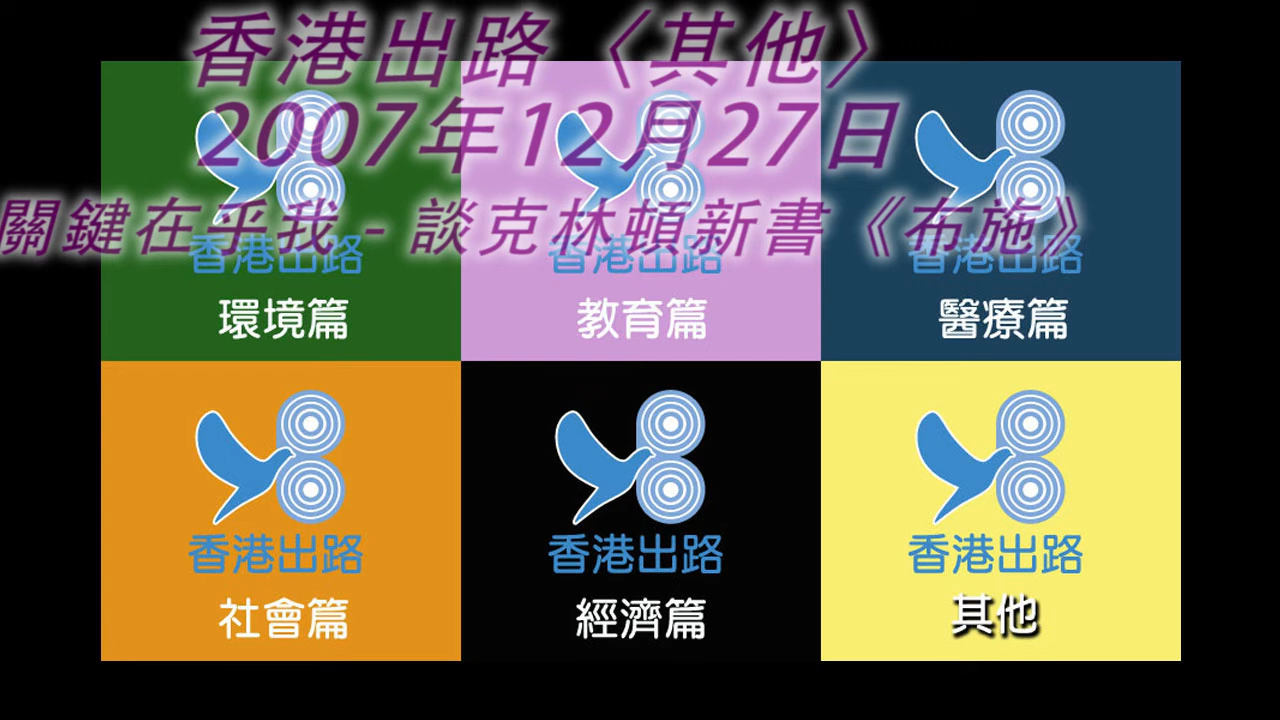 香港出路〈其他〉
2007年12月27日
關鍵在乎我 - 談克林頓新書《布施》
香港出路 香港出路 香港出路
環境篇 教育篇 醫療篇
香港出路 香港出路 香港出路
社會篇 經濟篇 其他